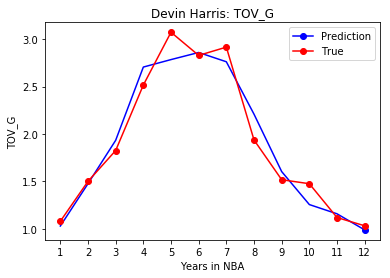 Devin Harris: TOV_G
Prediction
True
3.0
2.5
2.0
1.5
1.0
TOV_G
1 2 3 4 5 6 7 8 9 10 11 12
Years in NBA